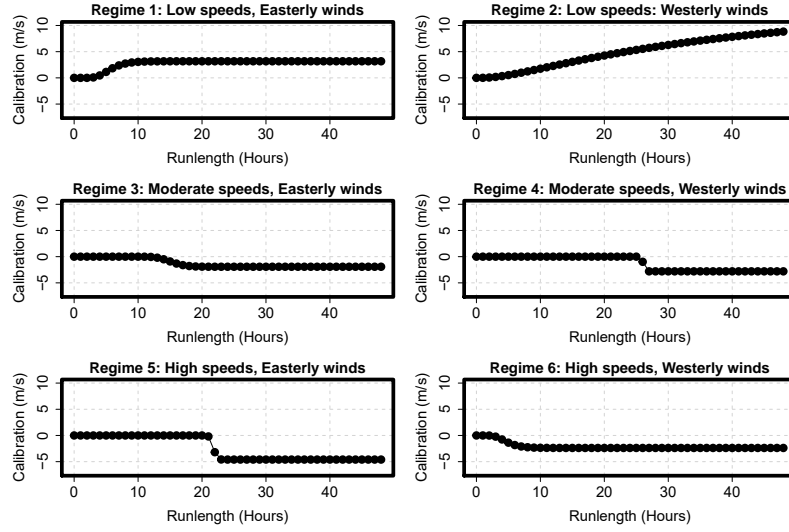 Regime 1: Low speeds, Easterly winds
Calibration (m/s)
10
5
0
−5
0 10 20 30 40
Runlength (Hours)
Regime 2: Low speeds: Westerly winds
Calibration (m/s)
10
5
0
−5
0 10 20 30 40
Runlength (Hours)
Regime 3: Moderate speeds, Easterly winds
Calibration (m/s)
10
5
0
−5
0 10 20 30 40
Runlength (Hours)
Regime 4: Moderate speeds, Westerly winds
Calibration (m/s)
10
5
0
−5
0 10 20 30 40
Runlength (Hours)
Regime 5: High speeds, Easterly winds
Calibration (m/s)
10
5
0
−5
0 10 20 30 40
Runlength (Hours)
Regime 6: High speeds, Westerly winds
Calibration (m/s)
10
5
0
−5
0 10 20 30 40
Runlength (Hours)